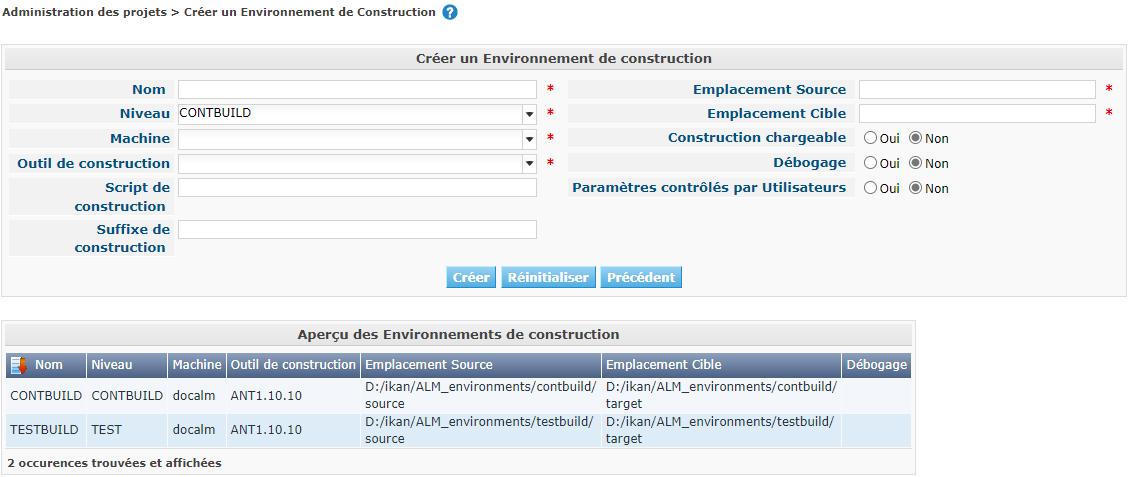 Administration des projets > Créer un Environnement de Construction ?
Créer un Environnement de construction
Nom *
Niveau CONTBUILD *
Machine *
Outil de construction *
Script de
construction
Suffixe de
construction
Emplacement Source *
Emplacement Cible *
Construction chargeable Oui Non
Débogage Oui Non
Paramètres contrôlés par Utilisateurs Oui Non
Créer Réinitialiser Précédent
Aperçu des Environnements de construction
Nom Niveau Machine Outil de construction Emplacement Source Emplacement Cible Débogage
CONTBUILD CONTBUILD docalm ANT1.10.10 D:/ikan/ALM_environments/contbuild/ D:/ikan/ALM_environments/contbuild/
source target
TESTBUILD TEST docalm ANT1.10.10 D:/ikan/ALM_environments/testbuild/ D:/ikan/ALM_environments/testbuild/
source target
2 occurences trouvées et affichées